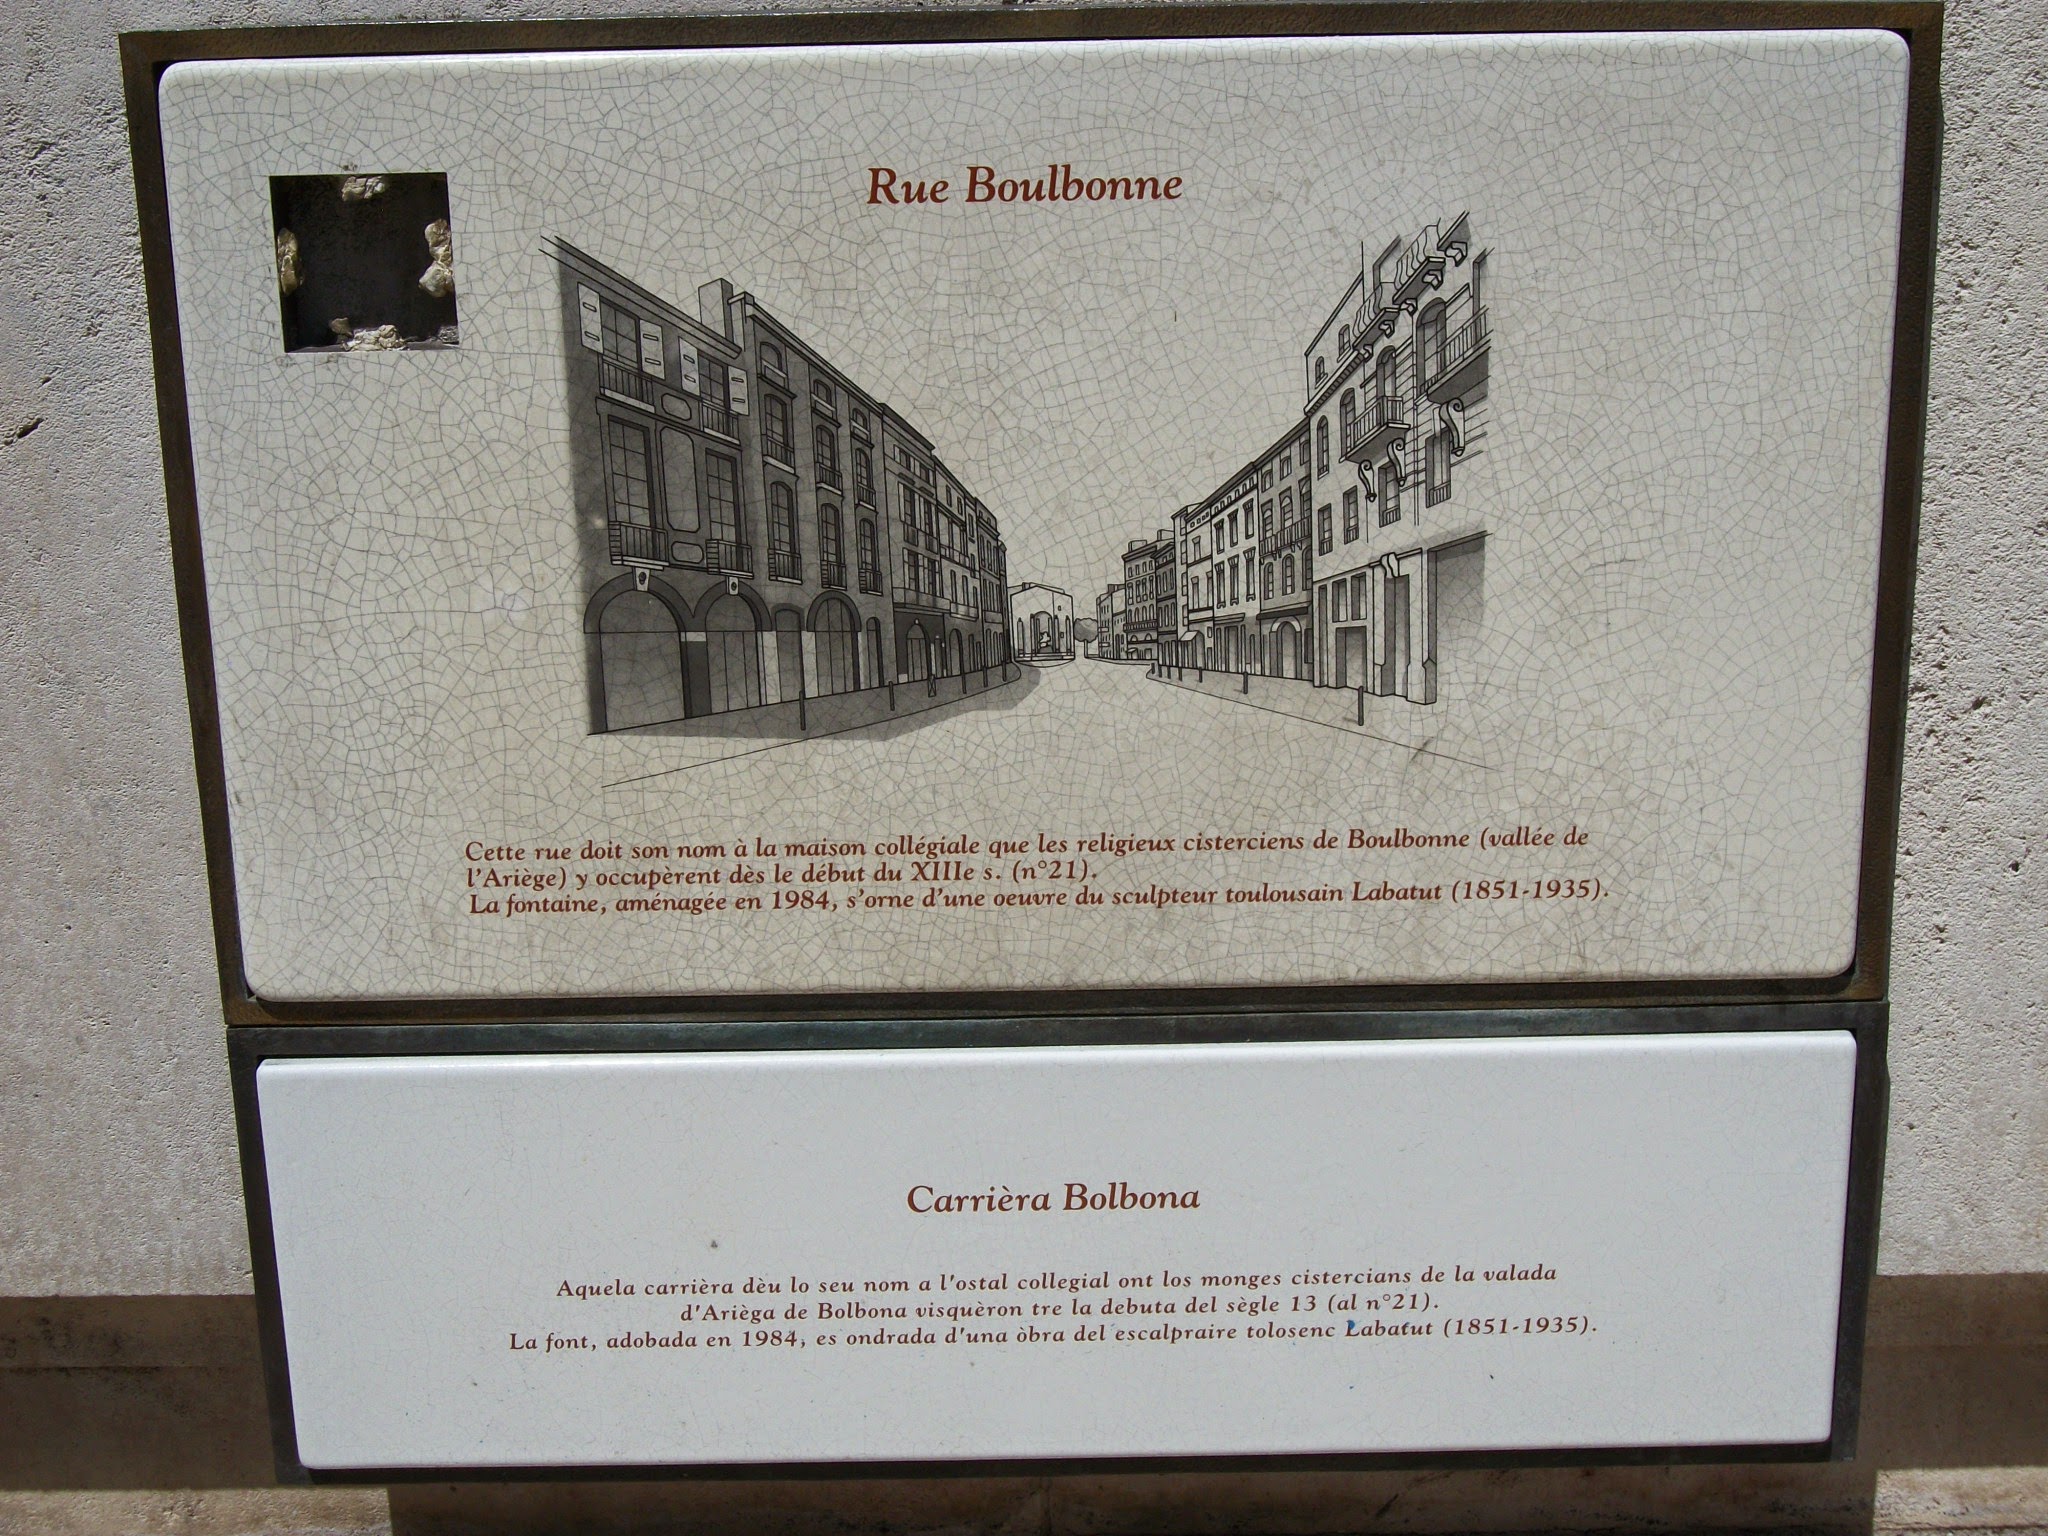 Rue Boulbonne
Cette rue doit son nom à la maison collégiale que les religieux cisterciens de Boulbonne (vallée de
l'Ariège) y occupèrent dès le début du XIIIe s. (n°21).
La fontaine, aménagée en 1984, s'orne d'une oeuvre du sculpteur toulousain Labatut (1851-1935).
Carrièra Bolbona
Aquela carrièra dèu lo seu nom a l'ostal collegial ont los monges cistercians de la valada
d'Arièga de Bolbona visquèron tre la debuta del sègle 13 (al n°21).
La font, adobada en 1984, es ondrada d'una òbra del escalpraire tolosenc Labatut (1851-1935).